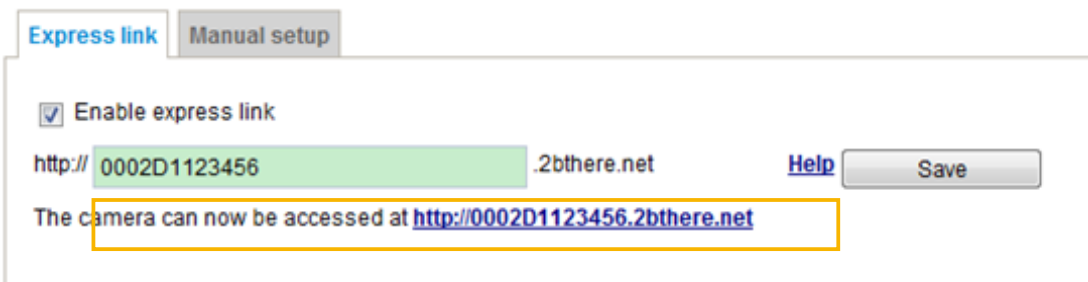 Express link Manual setup
Enable express link
http:// 0002D1123456 .2bthere.net Help Save
The camera can now be accessed at http://0002D1123456.2bthere.net